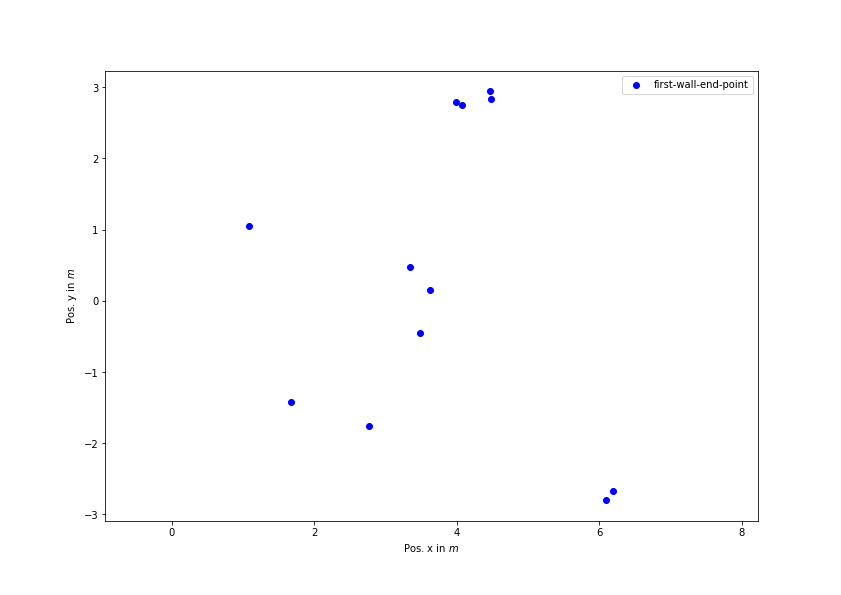 first-wall-end-point
3
2
1
0
−1
−2
−3
Pos. y in m
0 2 4 6 8
Pos. x in m